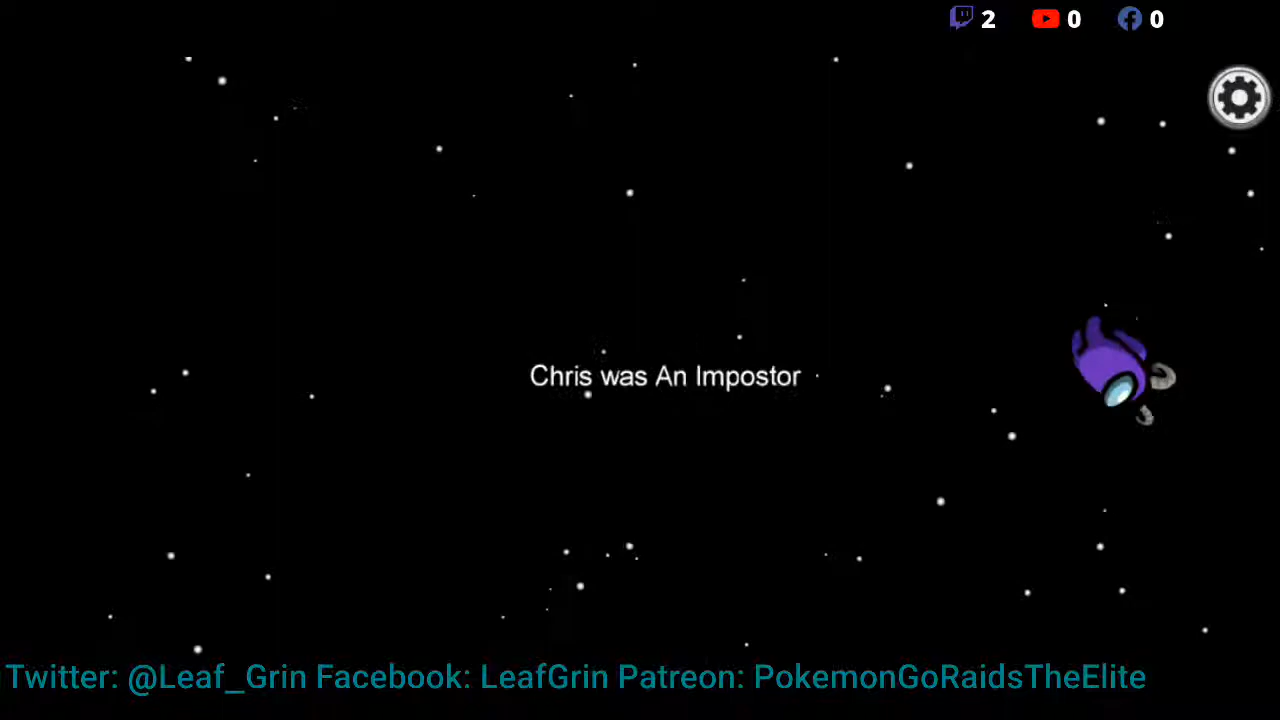 2 0 0
Chris was An Impostor
Twitter: @Leaf_Grin Facebook: LeafGrin Patreon: PokemonGoRaidsTheElite